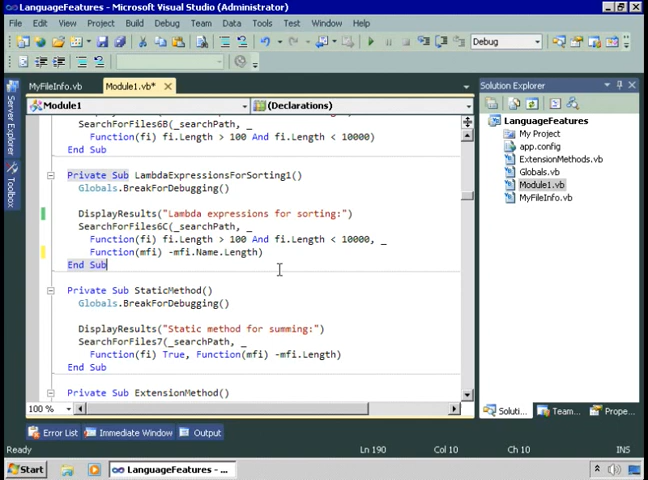 LanguageFeatures - Microsoft Visual Studio (Administrator)
File Edit View Project Build Debug Team Data Tools Test Window Help
Debug
MyFileInfo.vb Module1.vb*
Solution Explorer
Module1 (Declarations)
Server Explorer
Toolbox
SearchForFiles6B(_searchPath, _
Function(fi) fi.Length > 100 And fi.Length < 10000)
End Sub
Private Sub LambdaExpressionsForSorting1()
Globals.BreakForDebugging()
DisplayResults("Lambda expressions for sorting:")
SearchForFiles6C(_searchPath, _
Function(fi) fi.Length > 100 And fi.Length < 10000, _
Function(mfi) -mfi.Name.Length)
End Sub
Private Sub StaticMethod()
Globals.BreakForDebugging()
DisplayResults("Static method for summing:")
SearchForFiles7(_searchPath, _
Function(fi) True, Function(mfi) -mfi.Length)
End Sub
Private Sub ExtensionMethod()
LanguageFeatures
My Project
app.config
ExtensionMethods.vb
Globals.vb
Module1.vb
MyFileInfo.vb
100 %
Soluti... Team... Prope...
Error List Immediate Window Output
Ready Ln 190 Col 10 Ch 10 INS
Start LanguageFeatures - ...